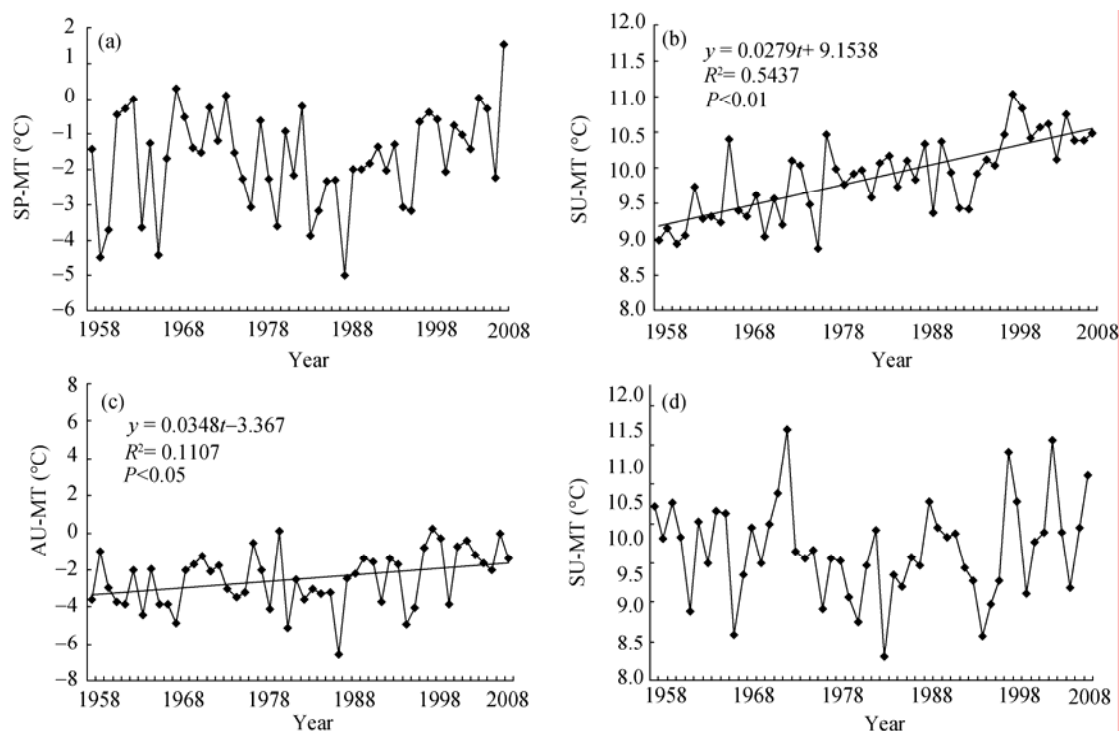 (a)
SP-MT (°C)
2
1
0
−1
−2
−3
−4
−5
−6
1958 1968 1978 1988 1998 2008
Year
(b)
y = 0.0279t+ 9.1538
R²= 0.5437
P<0.01
SU-MT (°C)
12.0
11.5
11.0
10.5
10.0
9.5
9.0
8.5
8.0
1958 1968 1978 1988 1998 2008
Year
(c)
y = 0.0348t−3.367
R²= 0.1107
P<0.05
AU-MT (°C)
8
6
4
2
0
−2
−4
−6
−8
1958 1968 1978 1988 1998 2008
Year
(d)
SU-MT (°C)
12.0
11.5
11.0
10.5
10.0
9.5
9.0
8.5
8.0
1958 1968 1978 1988 1998 2008
Year